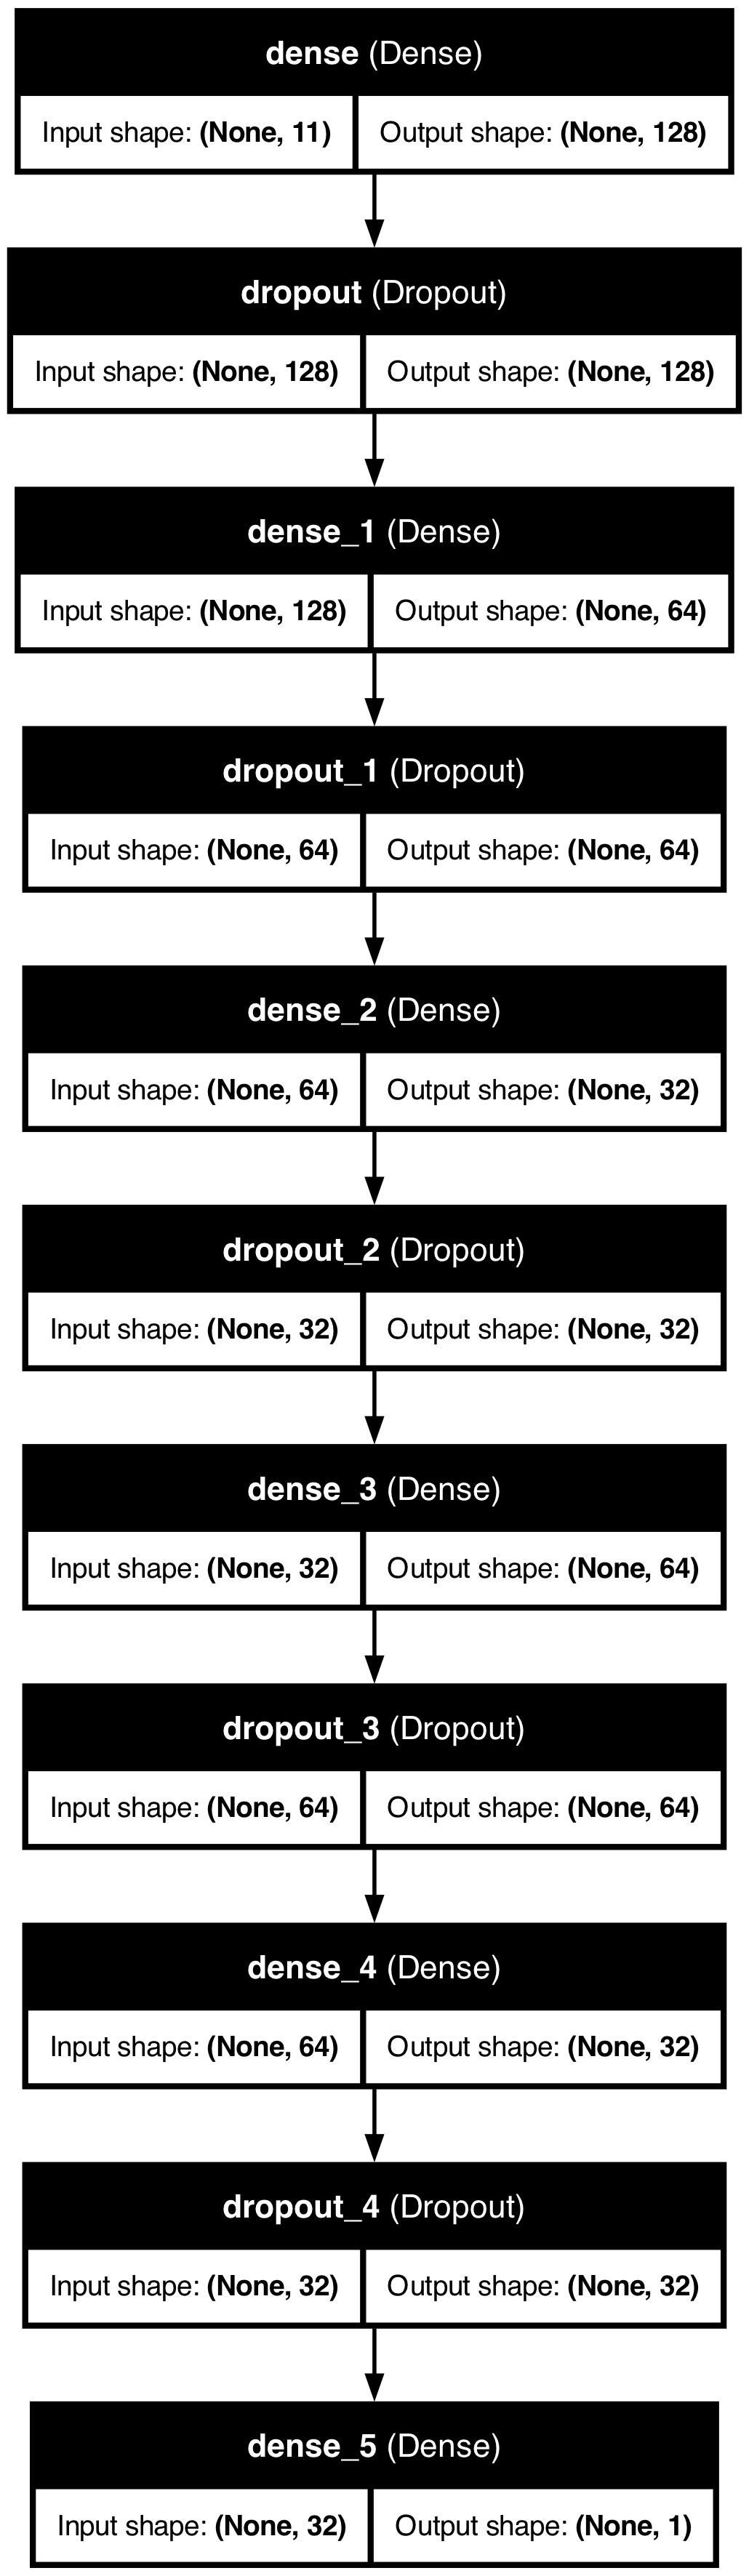 dense (Dense)
Input shape: (None, 11) Output shape: (None, 128)
dropout (Dropout)
Input shape: (None, 128) Output shape: (None, 128)
dense_1 (Dense)
Input shape: (None, 128) Output shape: (None, 64)
dropout_1 (Dropout)
Input shape: (None, 64) Output shape: (None, 64)
dense_2 (Dense)
Input shape: (None, 64) Output shape: (None, 32)
dropout_2 (Dropout)
Input shape: (None, 32) Output shape: (None, 32)
dense_3 (Dense)
Input shape: (None, 32) Output shape: (None, 64)
dropout_3 (Dropout)
Input shape: (None, 64) Output shape: (None, 64)
dense_4 (Dense)
Input shape: (None, 64) Output shape: (None, 32)
dropout_4 (Dropout)
Input shape: (None, 32) Output shape: (None, 32)
dense_5 (Dense)
Input shape: (None, 32) Output shape: (None, 1)